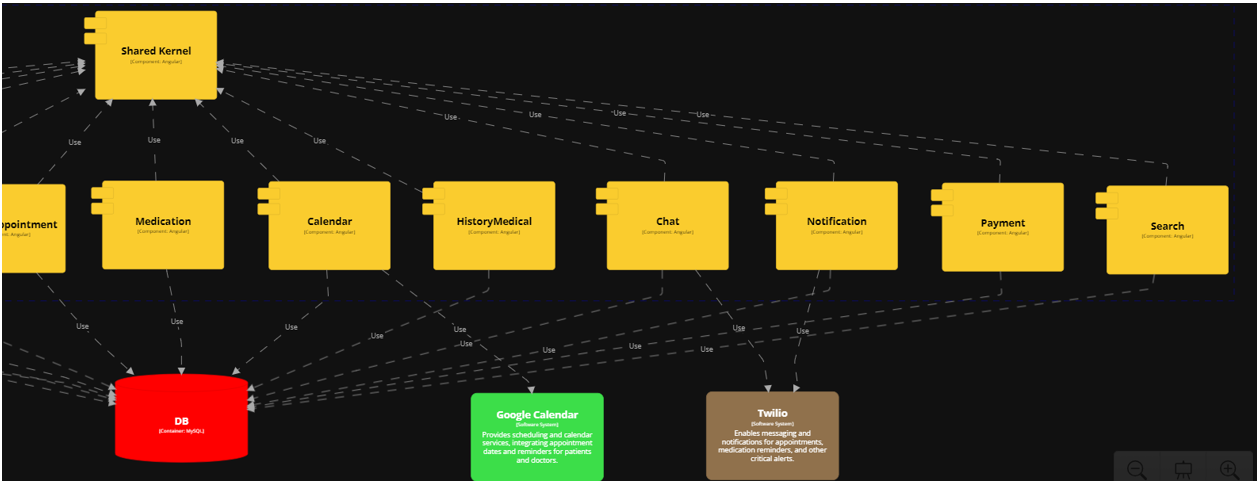 Shared Kernel
[Component: Angular]
Use
Use
Use
Use
Use
Use
Use
Use
ppointment
nt: Angular]
Medication
[Component: Angular]
Calendar
[Component: Angular]
HistoryMedical
[Component: Angular]
Chat
[Component: Angular]
Notification
[Component: Angular]
Payment
[Component: Angular]
Search
[Component: Angular]
Use
Use
Use
Use
Use
Use
Use
Use
Use
Use
Use
DB
[Container: MySQL]
Google Calendar
[Software System]
Provides scheduling and calendar
services, integrating appointment
dates and reminders for patients
and doctors.
Twilio
[Software System]
Enables messaging and
notifications for appointments,
medication reminders, and other
critical alerts.